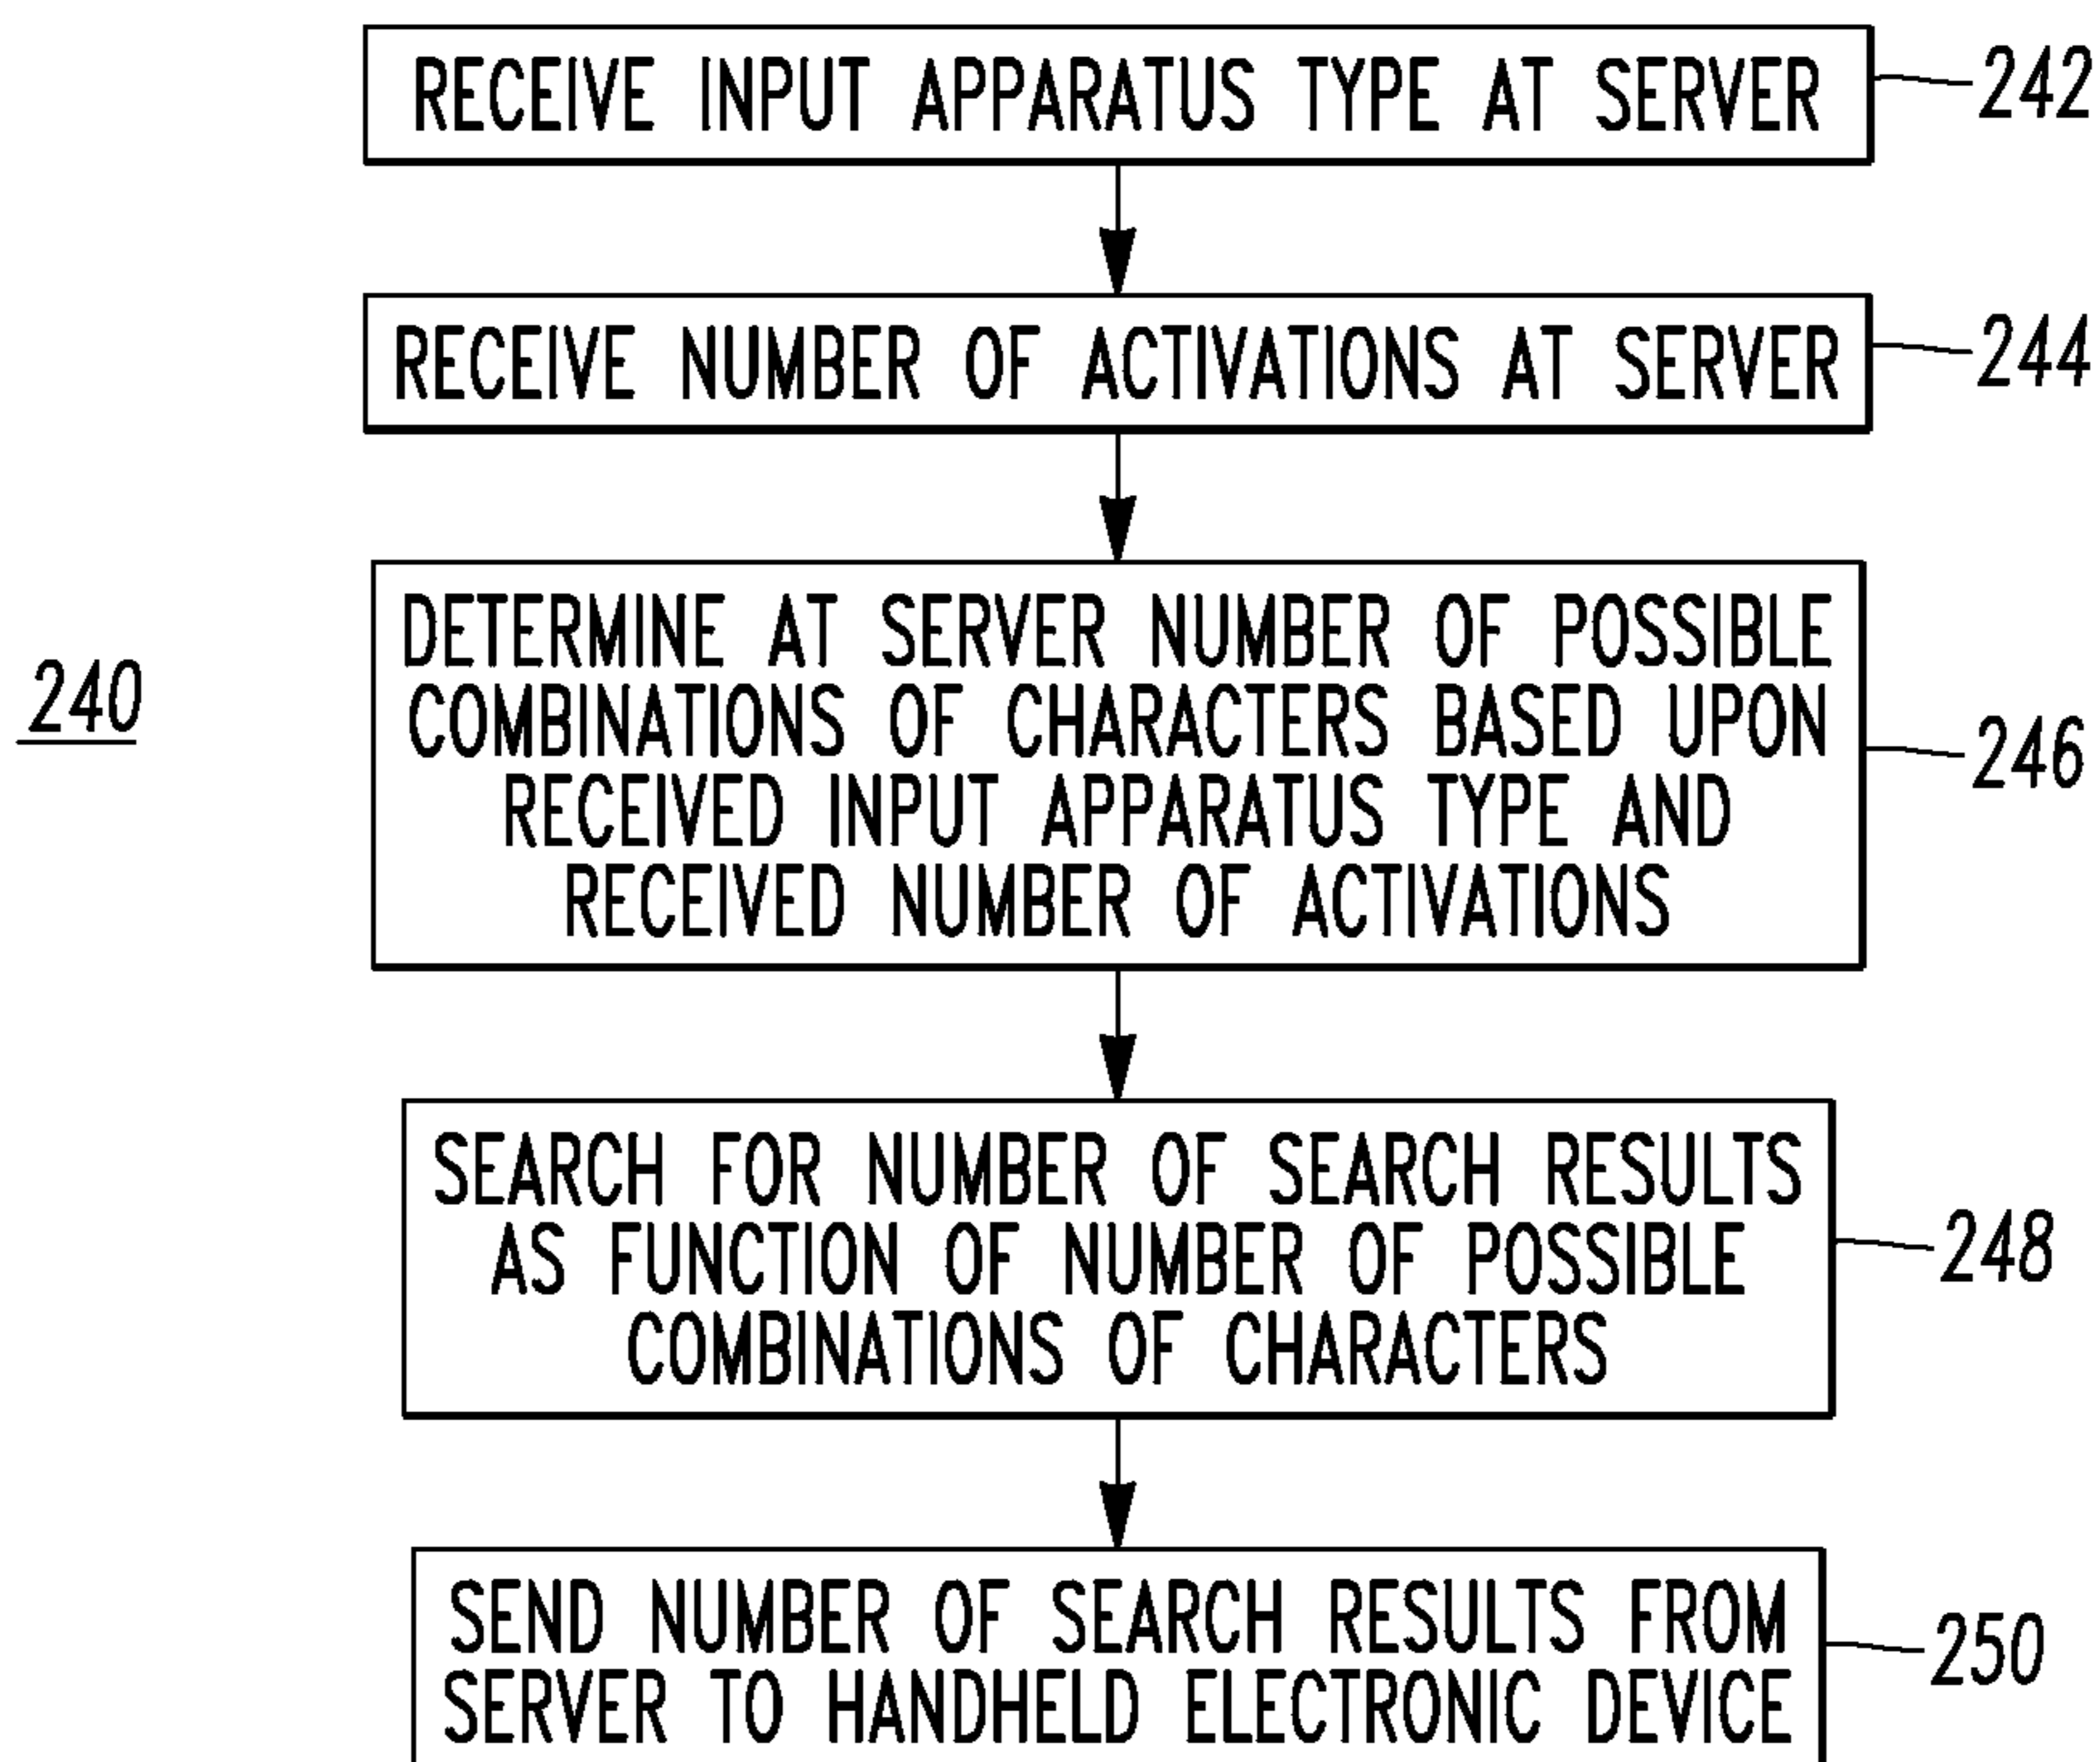 RECEIVE INPUT APPARATUS TYPE AT SERVER
242
RECEIVE NUMBER OF ACTIVATIONS AT SERVER
244
240
DETERMINE AT SERVER NUMBER OF POSSIBLE
COMBINATIONS OF CHARACTERS BASED UPON
RECEIVED INPUT APPARATUS TYPE AND
RECEIVED NUMBER OF ACTIVATIONS
246
SEARCH FOR NUMBER OF SEARCH RESULTS
AS FUNCTION OF NUMBER OF POSSIBLE
COMBINATIONS OF CHARACTERS
248
SEND NUMBER OF SEARCH RESULTS FROM
SERVER TO HANDHELD ELECTRONIC DEVICE
250